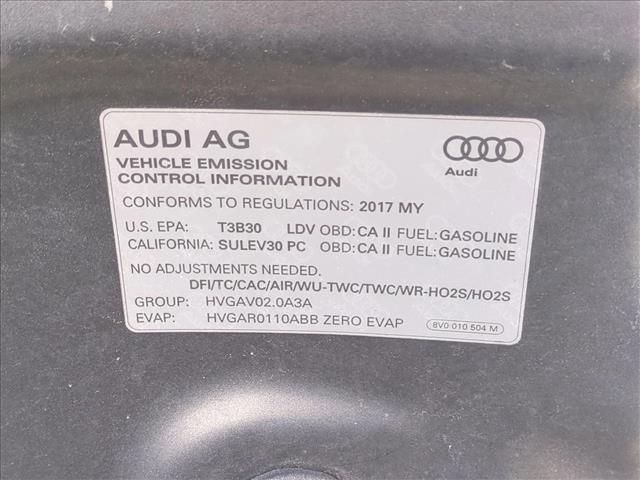 AUDI AG
Audi
VEHICLE EMISSION
CONTROL INFORMATION
CONFORMS TO REGULATIONS: 2017 MY
U.S. EPA: T3B30 LDV OBD: CA II FUEL: GASOLINE
CALIFORNIA: SULEV30 PC OBD: CA II FUEL: GASOLINE
NO ADJUSTMENTS NEEDED.
DFI/TC/CAC/AIR/WU-TWC/TWC/WR-HO2S/HO2S
GROUP: HVGAV02.0A3A
EVAP: HVGAR0110ABB ZERO EVAP
8V0 010 504 M